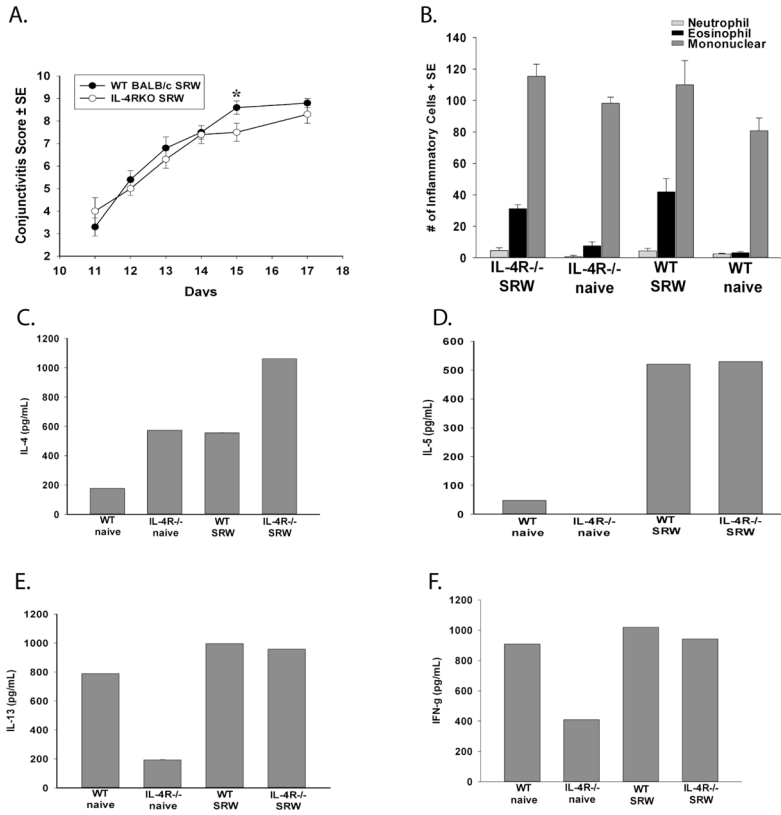 A.
WT BALB/c SRW
IL-4RKO SRW
*
Conjunctivitis Score ± SE
9
8
7
6
5
4
3
2
10 11 12 13 14 15 16 17 18
Days
B.
Neutrophil
Eosinophil
Mononuclear
# of Inflammatory Cells + SE
140
120
100
80
60
40
20
0
IL-4R-/- IL-4R-/- WT WT
SRW naive SRW naive
C.
IL-4 (pg/mL)
1200
1000
800
600
400
200
0
WT IL-4R-/- WT IL-4R-/-
naive naive SRW SRW
D.
IL-5 (pg/mL)
600
500
400
300
200
100
0
WT IL-4R-/- WT IL-4R-/-
naive naive SRW SRW
E.
IL-13 (pg/mL)
1200
1000
800
600
400
200
0
WT IL-4R-/- WT IL-4R-/-
naive naive SRW SRW
F.
IFN-g (pg/mL)
1200
1000
800
600
400
200
0
WT IL-4R-/- WT IL-4R-/-
naive naive SRW SRW